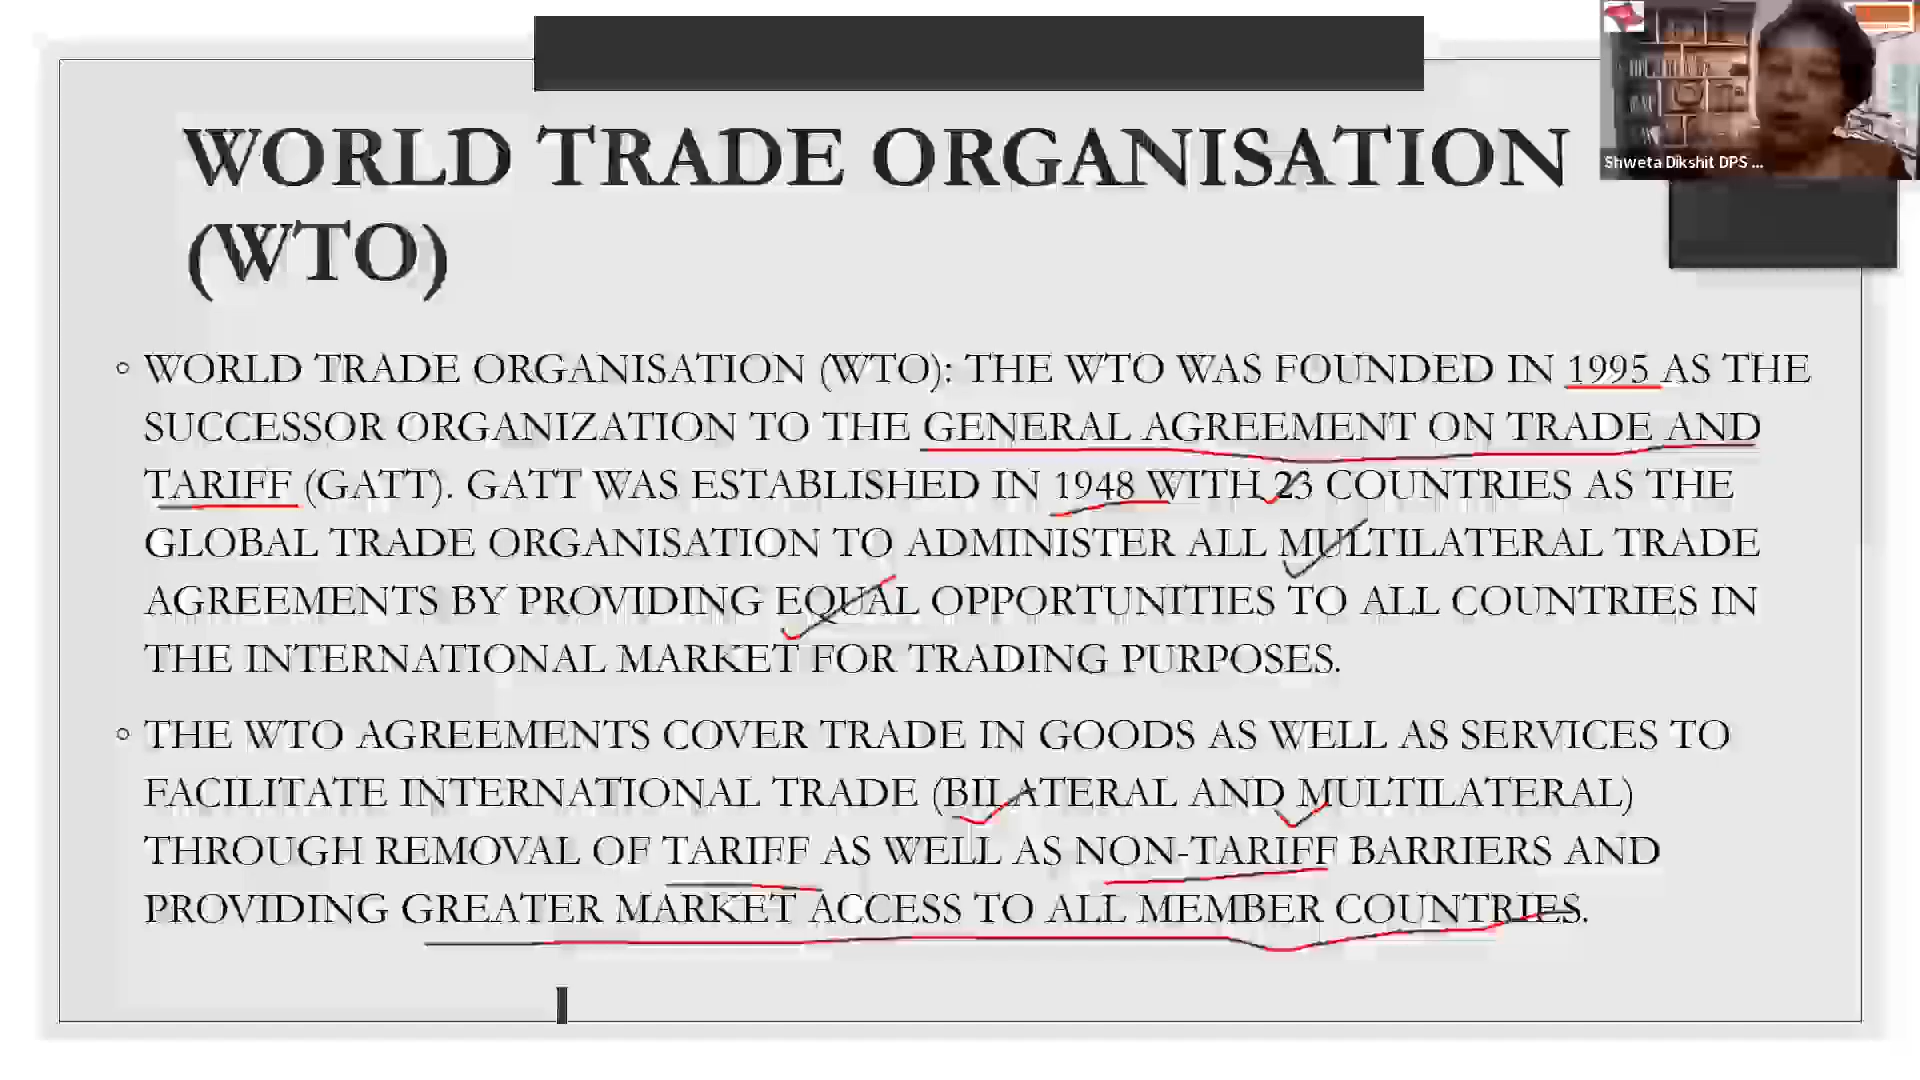 WORLD TRADE ORGANISATION
(WTO)
Shweta Dikshit DPS ...
◦ WORLD TRADE ORGANISATION (WTO): THE WTO WAS FOUNDED IN 1995 AS THE
SUCCESSOR ORGANIZATION TO THE GENERAL AGREEMENT ON TRADE AND
TARIFF (GATT). GATT WAS ESTABLISHED IN 1948 WITH 23 COUNTRIES AS THE
GLOBAL TRADE ORGANISATION TO ADMINISTER ALL MULTILATERAL TRADE
AGREEMENTS BY PROVIDING EQUAL OPPORTUNITIES TO ALL COUNTRIES IN
THE INTERNATIONAL MARKET FOR TRADING PURPOSES.
◦ THE WTO AGREEMENTS COVER TRADE IN GOODS AS WELL AS SERVICES TO
FACILITATE INTERNATIONAL TRADE (BILATERAL AND MULTILATERAL)
THROUGH REMOVAL OF TARIFF AS WELL AS NON-TARIFF BARRIERS AND
PROVIDING GREATER MARKET ACCESS TO ALL MEMBER COUNTRIES.